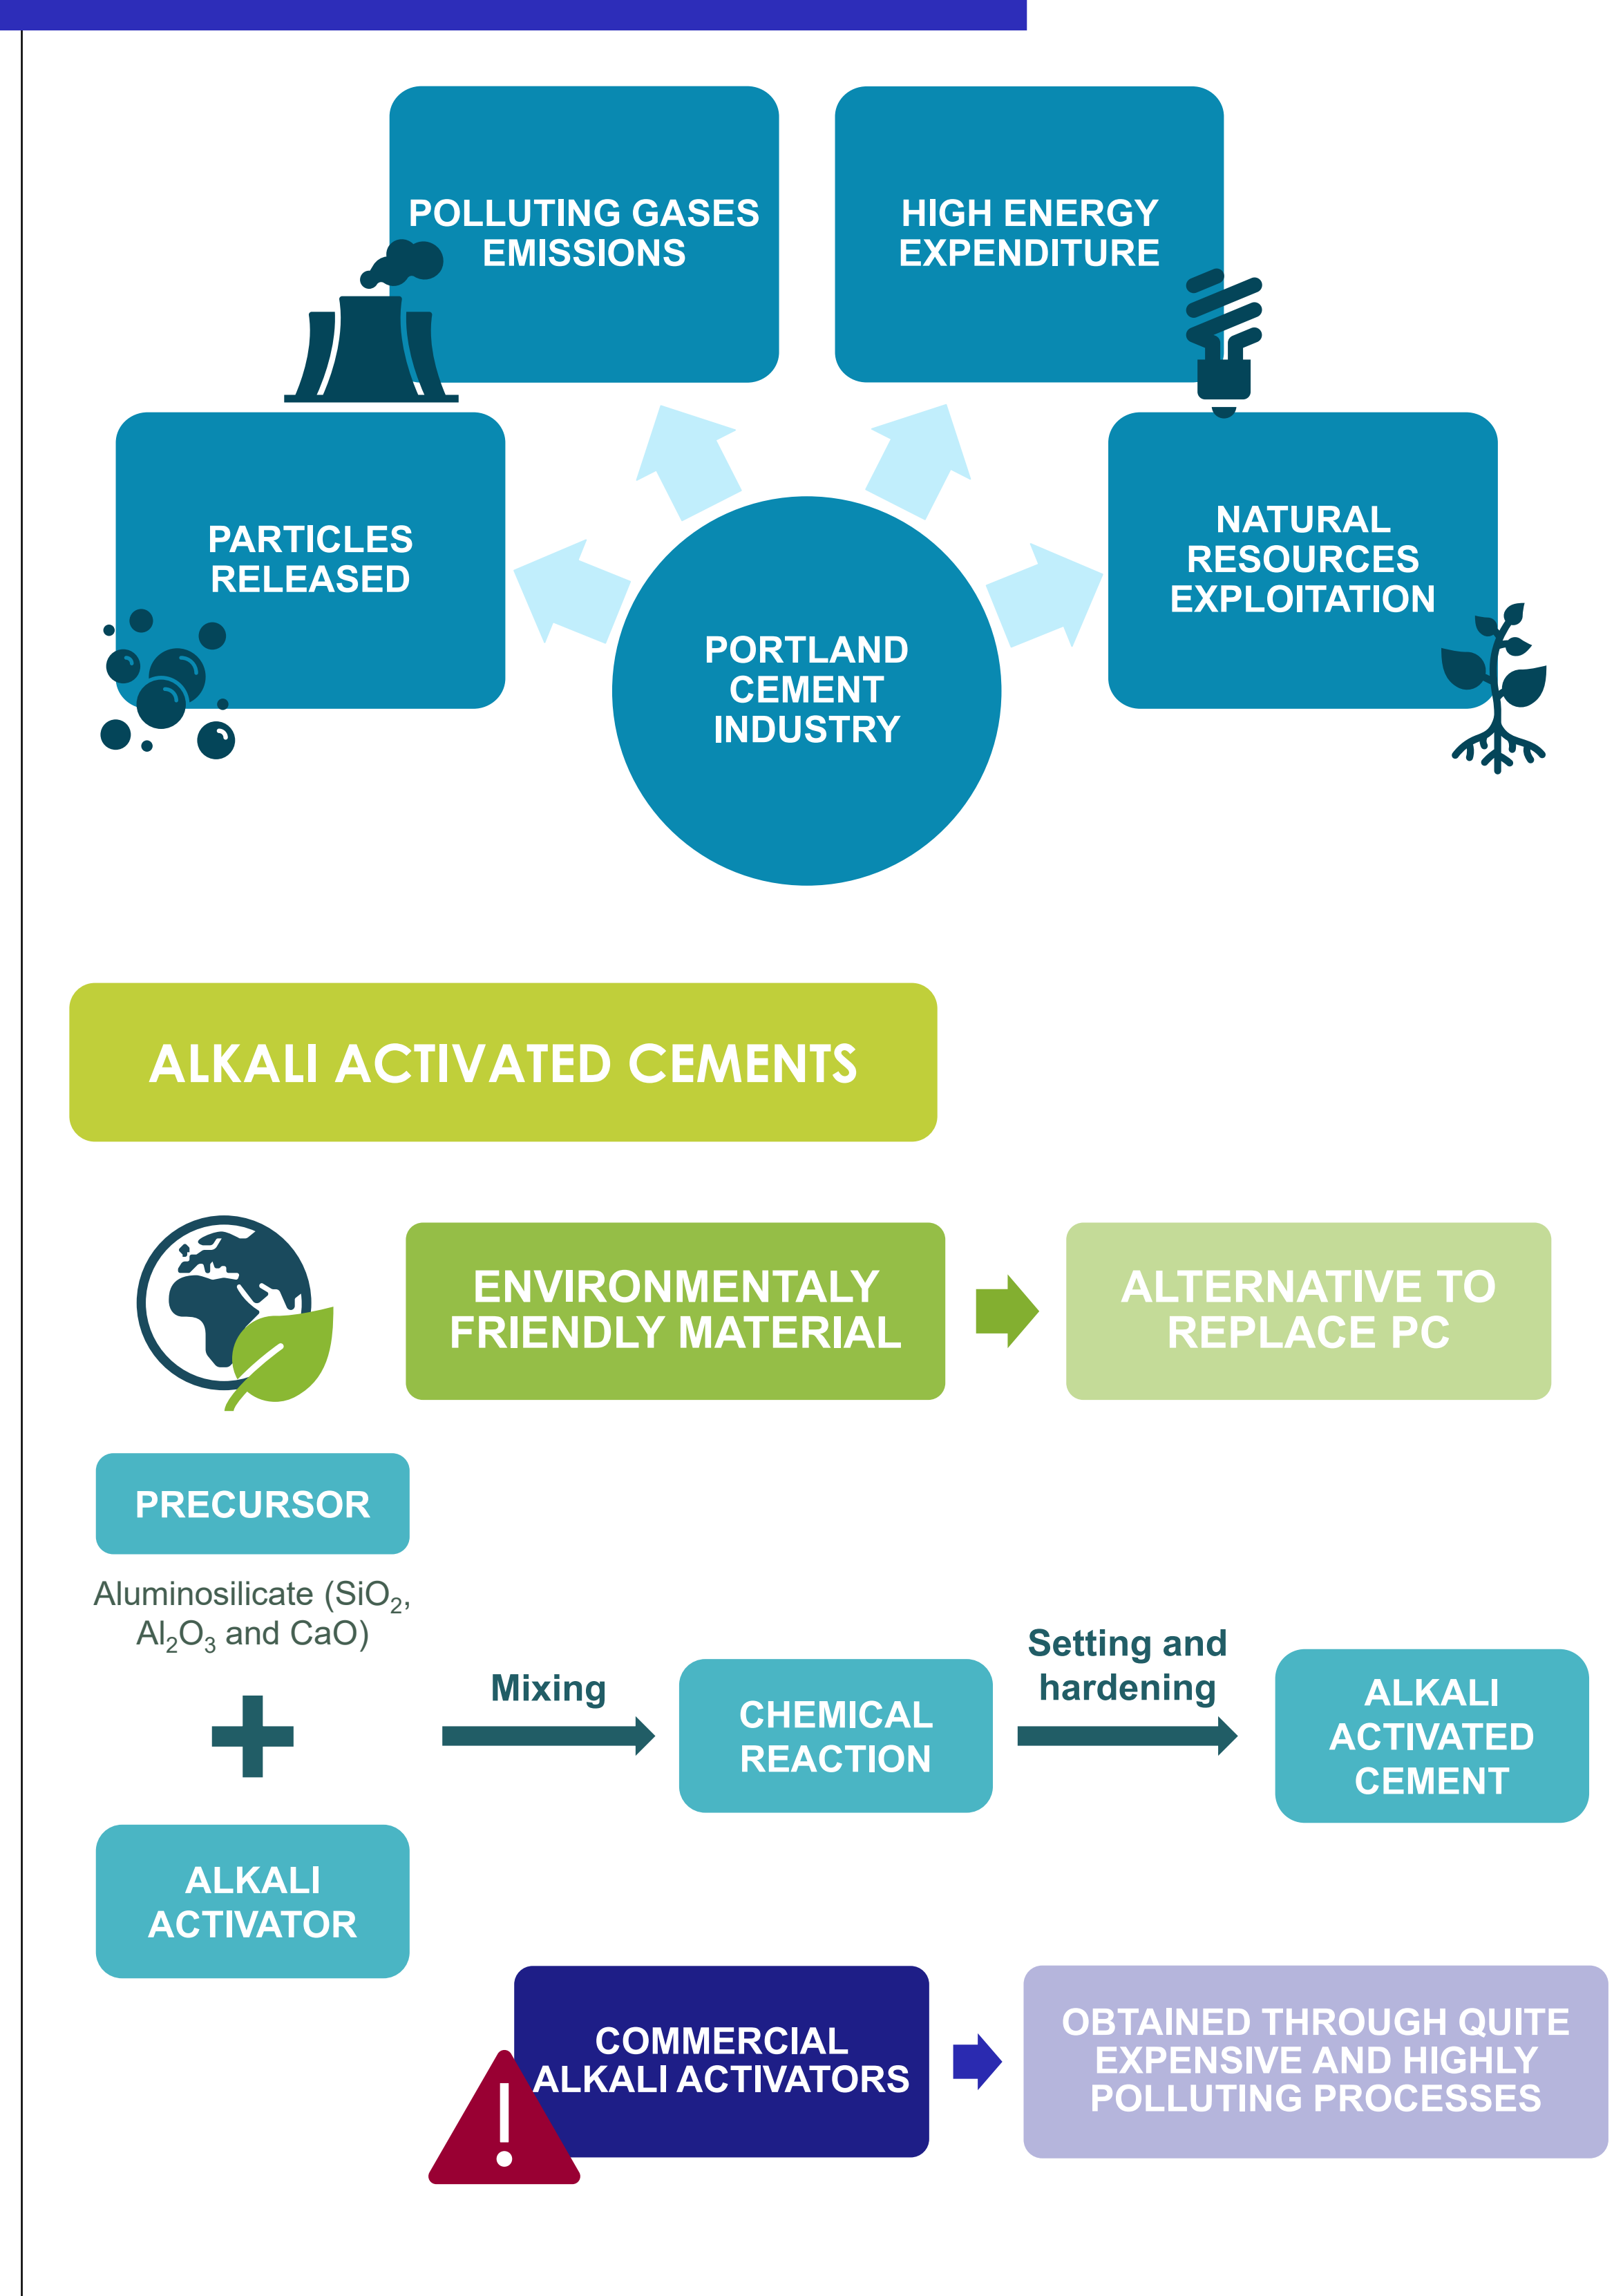 POLLUTING GASES
EMISSIONS
HIGH ENERGY
EXPENDITURE
PARTICLES
RELEASED
NATURAL
RESOURCES
EXPLOITATION
PORTLAND
CEMENT
INDUSTRY
ALKALI ACTIVATED CEMENTS
ENVIRONMENTALY
FRIENDLY MATERIAL
ALTERNATIVE TO
REPLACE PC
PRECURSOR
Aluminosilicate (SiO₂,
Al₂O₃ and CaO)
Mixing
CHEMICAL
REACTION
Setting and
hardening
ALKALI
ACTIVATED
CEMENT
ALKALI
ACTIVATOR
COMMERCIAL
ALKALI ACTIVATORS
OBTAINED THROUGH QUITE
EXPENSIVE AND HIGHLY
POLLUTING PROCESSES